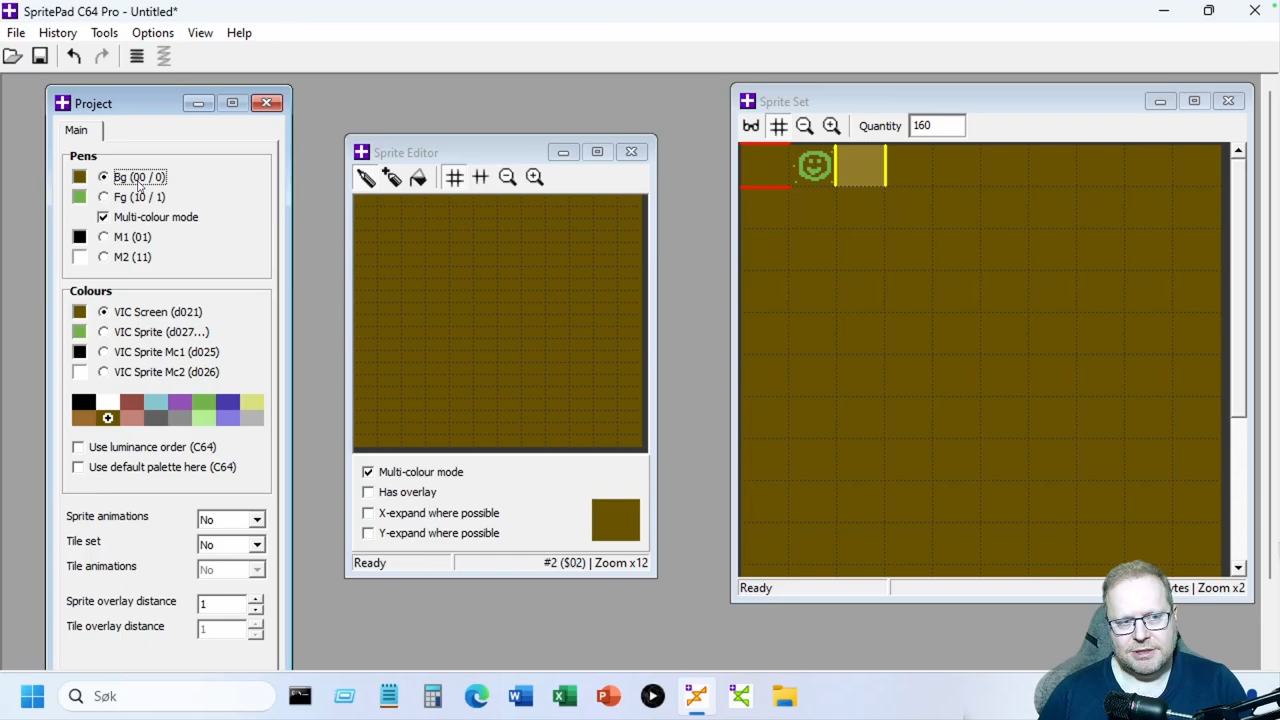 SpritePad C64 Pro - Untitled*
File History Tools Options View Help
Project
Main
Pens
Bg (00 / 0)
Fg (10 / 1)
Multi-colour mode
M1 (01)
M2 (11)
Colours
VIC Screen (d021)
VIC Sprite (d027...)
VIC Sprite Mc1 (d025)
VIC Sprite Mc2 (d026)
Use luminance order (C64)
Use default palette here (C64)
Sprite animations No
Tile set No
Tile animations No
Sprite overlay distance 1
Tile overlay distance 1
Sprite Editor
Multi-colour mode
Has overlay
X-expand where possible
Y-expand where possible
Ready #2 ($02) | Zoom x12
Sprite Set
Quantity 160
Ready | Zoom x2
Søk